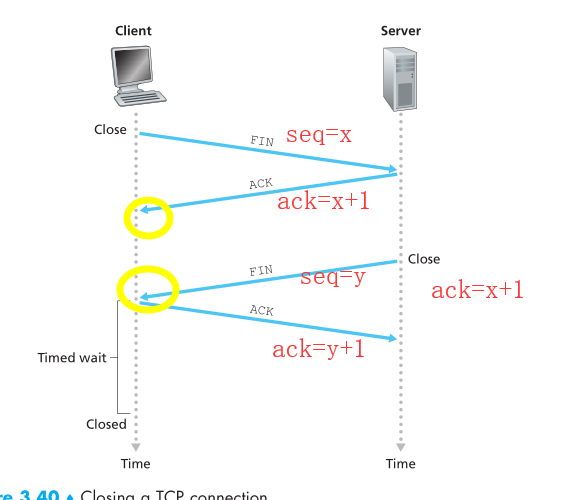 Client
Server
Close
FIN
seq=x
ACK
ack=x+1
Close
FIN
seq=y
ack=x+1
ACK
ack=y+1
Timed wait
Closed
Time
Time
re 3.40 ♦ Closing a TCP connection